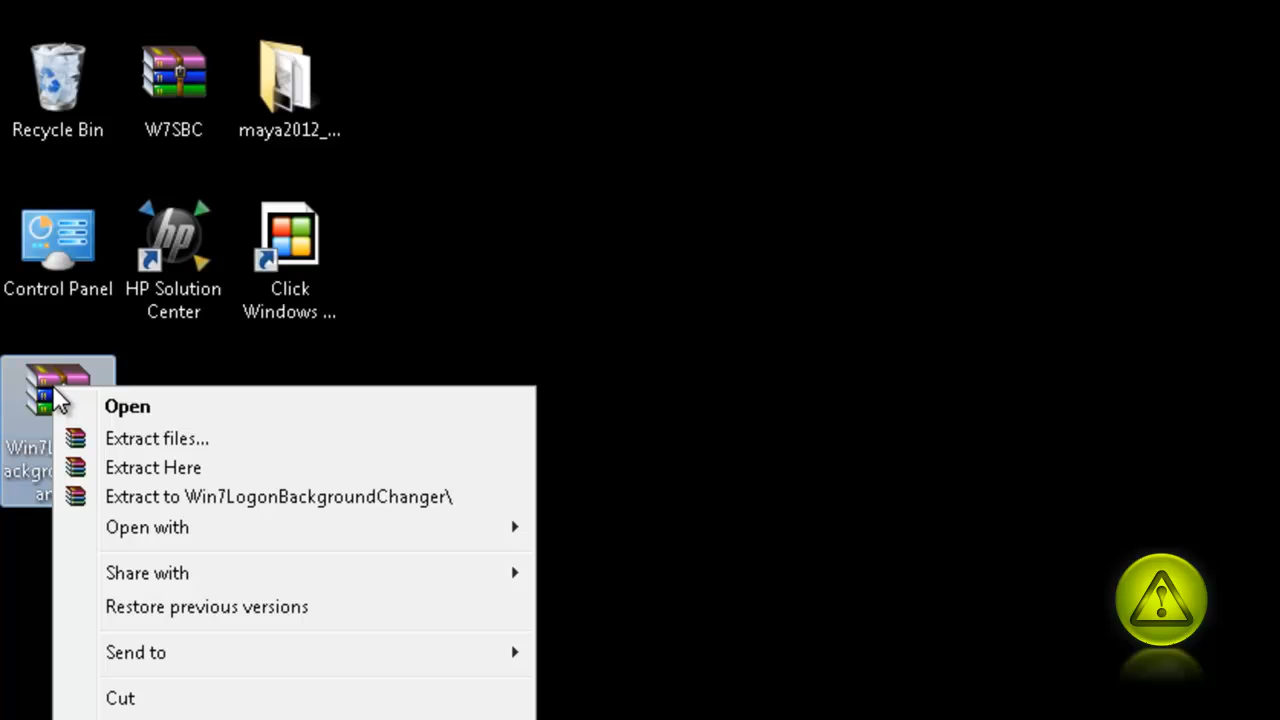 Recycle Bin
W7SBC
maya2012_...
Control Panel
HP Solution
Center
Click
Windows ...
hp
Open
Extract files...
Extract Here
Extract to Win7LogonBackgroundChanger\
Open with
Share with
Restore previous versions
Send to
Cut